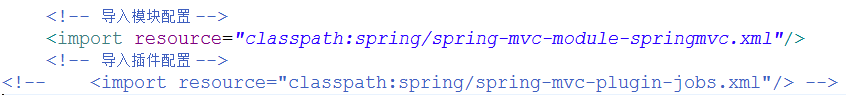 <!-- 导入模块配置 -->
<import resource="classpath:spring/spring-mvc-module-springmvc.xml"/>
<!-- 导入插件配置 -->
<!--    <import resource="classpath:spring/spring-mvc-plugin-jobs.xml"/> -->